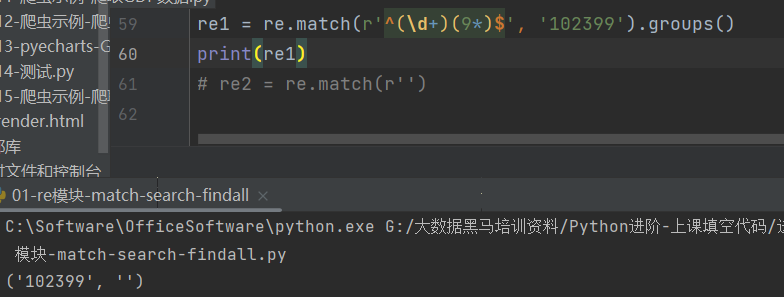 12-爬虫示例-爬
13-pyecharts-G
14-测试.py
15-爬虫示例-爬
render.html
部库
时文件和控制台
59 re1 = re.match(r'^(\d+)(9*)$', '102399').groups()
60 print(re1)
61 # re2 = re.match(r'')
62
01-re模块-match-search-findall
C:\Software\OfficeSoftware\python.exe G:/大数据黑马培训资料/Python进阶-上课填空代码/
模块-match-search-findall.py
('102399', '')